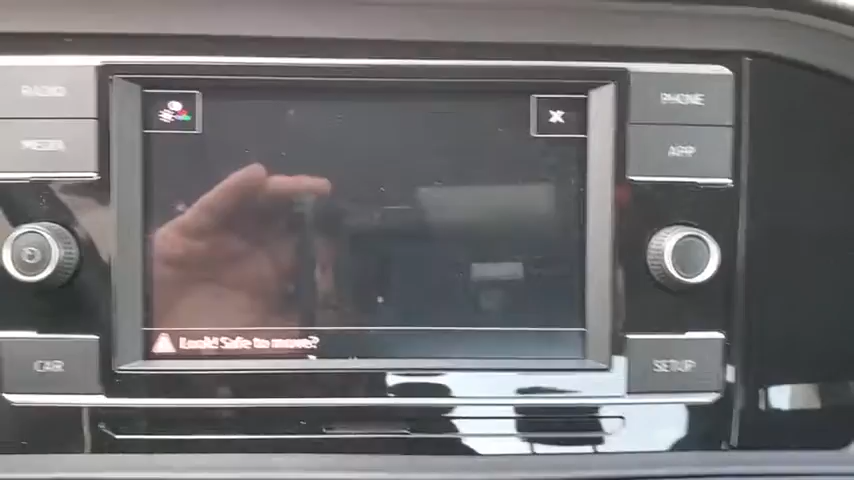 RADIO
PHONE
MEDIA
APP
Look! Safe to move?
CAR
SETUP